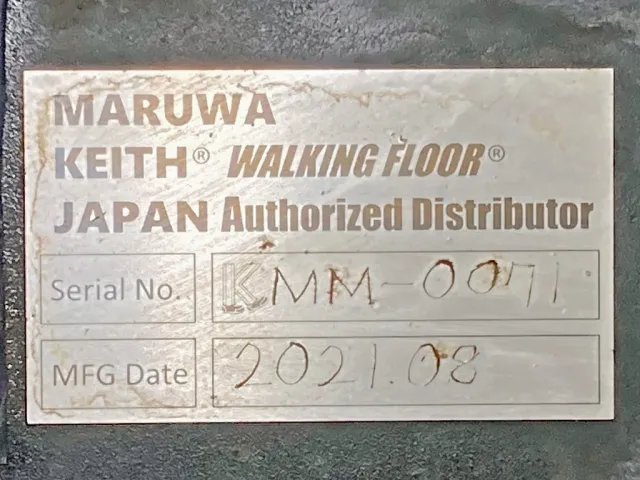 MARUWA
KEITH® WALKING FLOOR®
JAPAN Authorized Distributor
Serial No. KMM-0071
MFG Date 2021.08